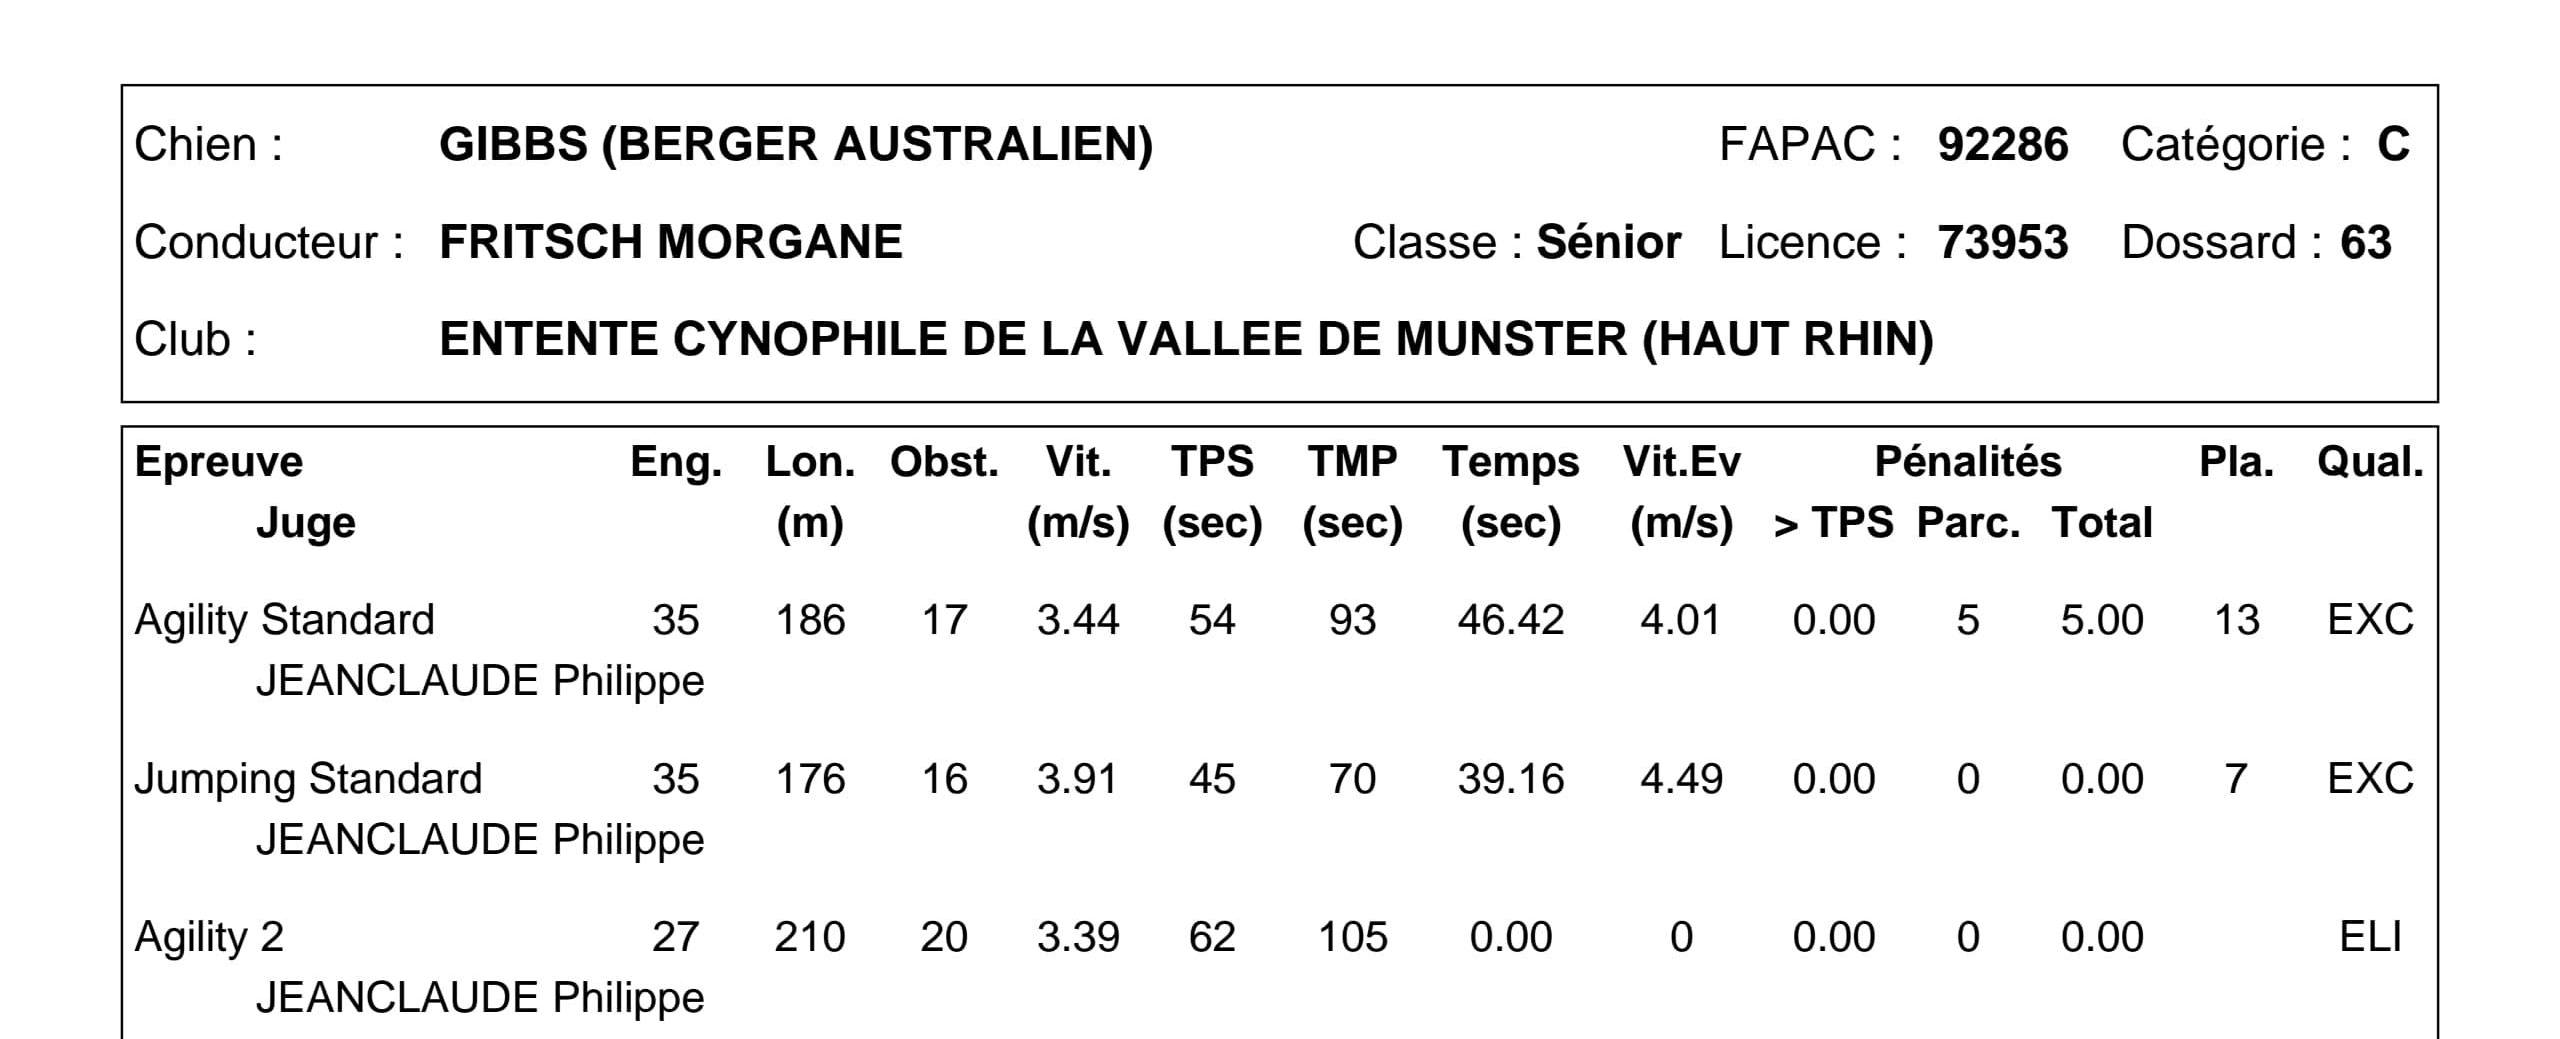 Chien : GIBBS (BERGER AUSTRALIEN) FAPAC : 92286 Catégorie : C
Conducteur : FRITSCH MORGANE Classe : Sénior Licence : 73953 Dossard : 63
Club : ENTENTE CYNOPHILE DE LA VALLEE DE MUNSTER (HAUT RHIN)
Epreuve Eng. Lon. Obst. Vit. TPS TMP Temps Vit.Ev Pénalités Pla. Qual.
Juge (m) (m/s) (sec) (sec) (sec) (m/s) > TPS Parc. Total
Agility Standard 35 186 17 3.44 54 93 46.42 4.01 0.00 5 5.00 13 EXC
JEANCLAUDE Philippe
Jumping Standard 35 176 16 3.91 45 70 39.16 4.49 0.00 0 0.00 7 EXC
JEANCLAUDE Philippe
Agility 2 27 210 20 3.39 62 105 0.00 0 0.00 0 0.00 ELI
JEANCLAUDE Philippe